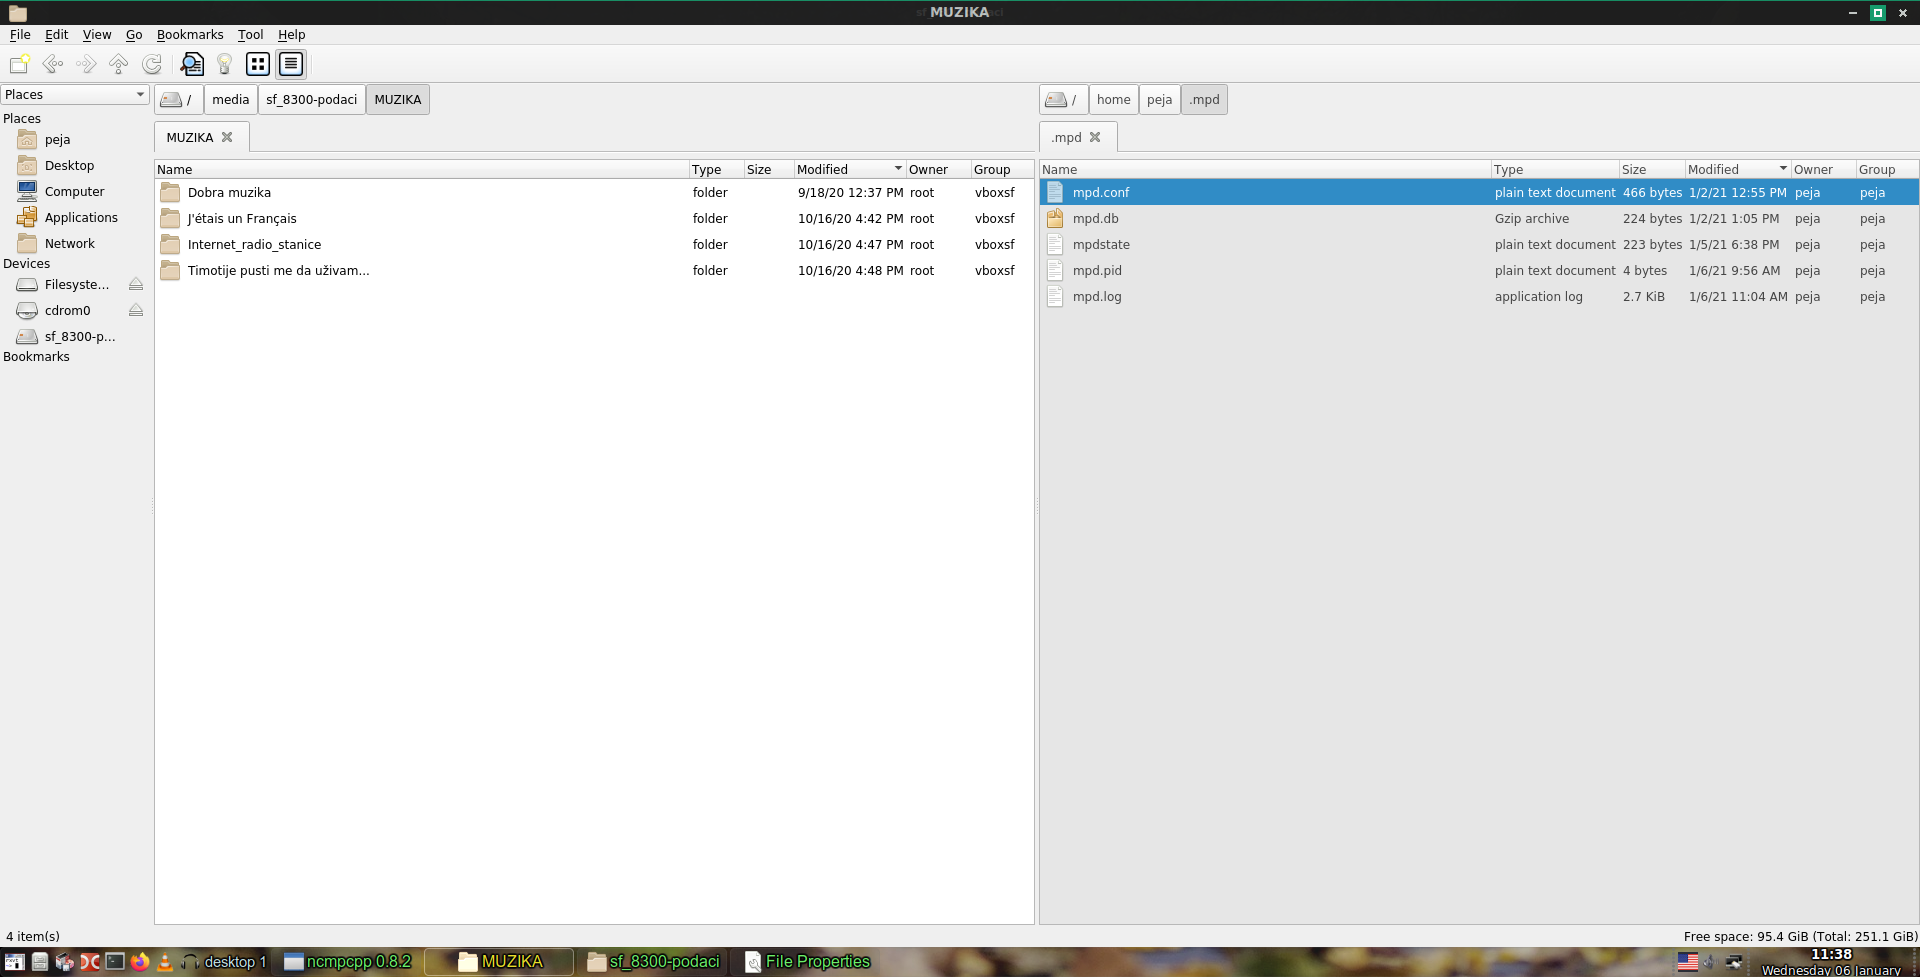 MUZIKA
File Edit View Go Bookmarks Tool Help
Places
Places
peja
Desktop
Computer
Applications
Network
Devices
Filesyste...
cdrom0
sf_8300-p...
Bookmarks
/ media sf_8300-podaci MUZIKA
MUZIKA
Name Type Size Modified Owner Group
Dobra muzika folder 9/18/20 12:37 PM root vboxsf
J'étais un Français folder 10/16/20 4:42 PM root vboxsf
Internet_radio_stanice folder 10/16/20 4:47 PM root vboxsf
Timotije pusti me da uživam... folder 10/16/20 4:48 PM root vboxsf
/ home peja .mpd
.mpd
Name Type Size Modified Owner Group
mpd.conf plain text document 466 bytes 1/2/21 12:55 PM peja peja
mpd.db Gzip archive 224 bytes 1/2/21 1:05 PM peja peja
mpdstate plain text document 223 bytes 1/5/21 6:38 PM peja peja
mpd.pid plain text document 4 bytes 1/6/21 9:56 AM peja peja
mpd.log application log 2.7 KiB 1/6/21 11:04 AM peja peja
4 item(s) Free space: 95.4 GiB (Total: 251.1 GiB)
desktop 1 ncmpcpp 0.8.2 MUZIKA sf_8300-podaci File Properties 11:38
Wednesday 06 January